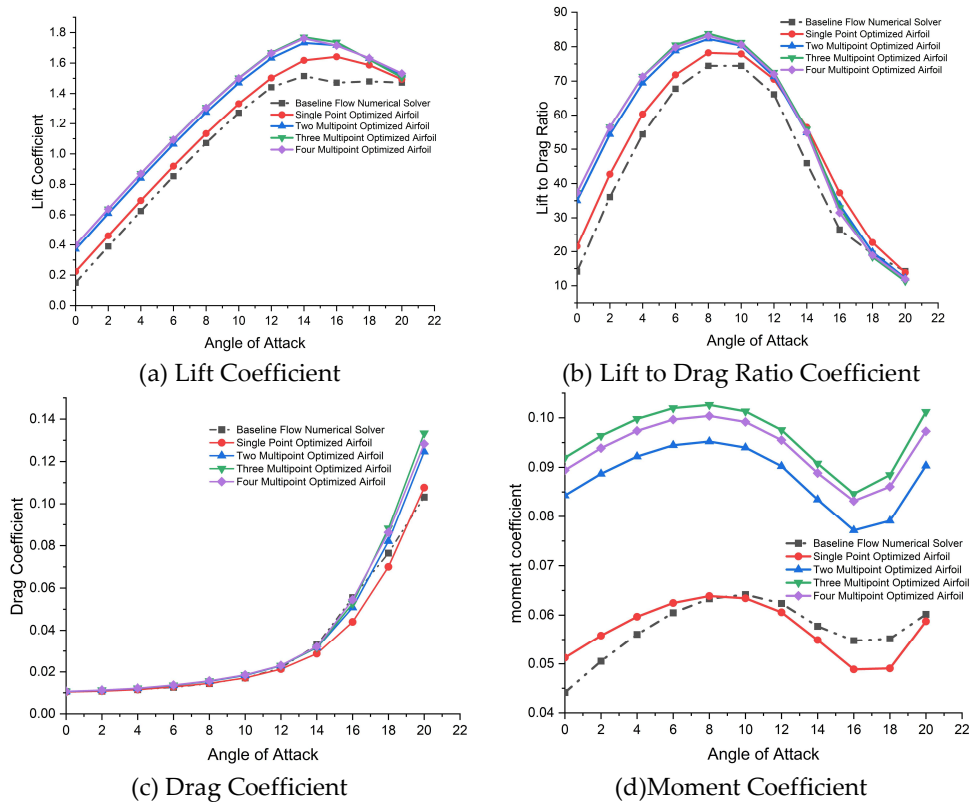 1.8
1.6
1.4
1.2
1.0
0.8
0.6
0.4
0.2
0.0
Lift Coefficient
Baseline Flow Numerical Solver
Single Point Optimized Airfoil
Two Multipoint Optimized Airfoil
Three Multipoint Optimized Airfoil
Four Multipoint Optimized Airfoil
0 2 4 6 8 10 12 14 16 18 20 22
Angle of Attack
(a) Lift Coefficient
90
80
70
60
50
40
30
20
10
Lift to Drag Ratio
Baseline Flow Numerical Solver
Single Point Optimized Airfoil
Two Multipoint Optimized Airfoil
Three Multipoint Optimized Airfoil
Four Multipoint Optimized Airfoil
0 2 4 6 8 10 12 14 16 18 20 22
Angle of Attack
(b) Lift to Drag Ratio Coefficient
0.14
0.12
0.10
0.08
0.06
0.04
0.02
0.00
Drag Coefficient
Baseline Flow Numerical Solver
Single Point Optimized Airfoil
Two Multipoint Optimized Airfoil
Three Multipoint Optimized Airfoil
Four Multipoint Optimized Airfoil
0 2 4 6 8 10 12 14 16 18 20 22
Angle of Attack
(c) Drag Coefficient
0.10
0.09
0.08
0.07
0.06
0.05
0.04
moment coefficient
Baseline Flow Numerical Solver
Single Point Optimized Airfoil
Two Multipoint Optimized Airfoil
Three Multipoint Optimized Airfoil
Four Multipoint Optimized Airfoil
0 2 4 6 8 10 12 14 16 18 20 22
Angle of Attack
(d)Moment Coefficient